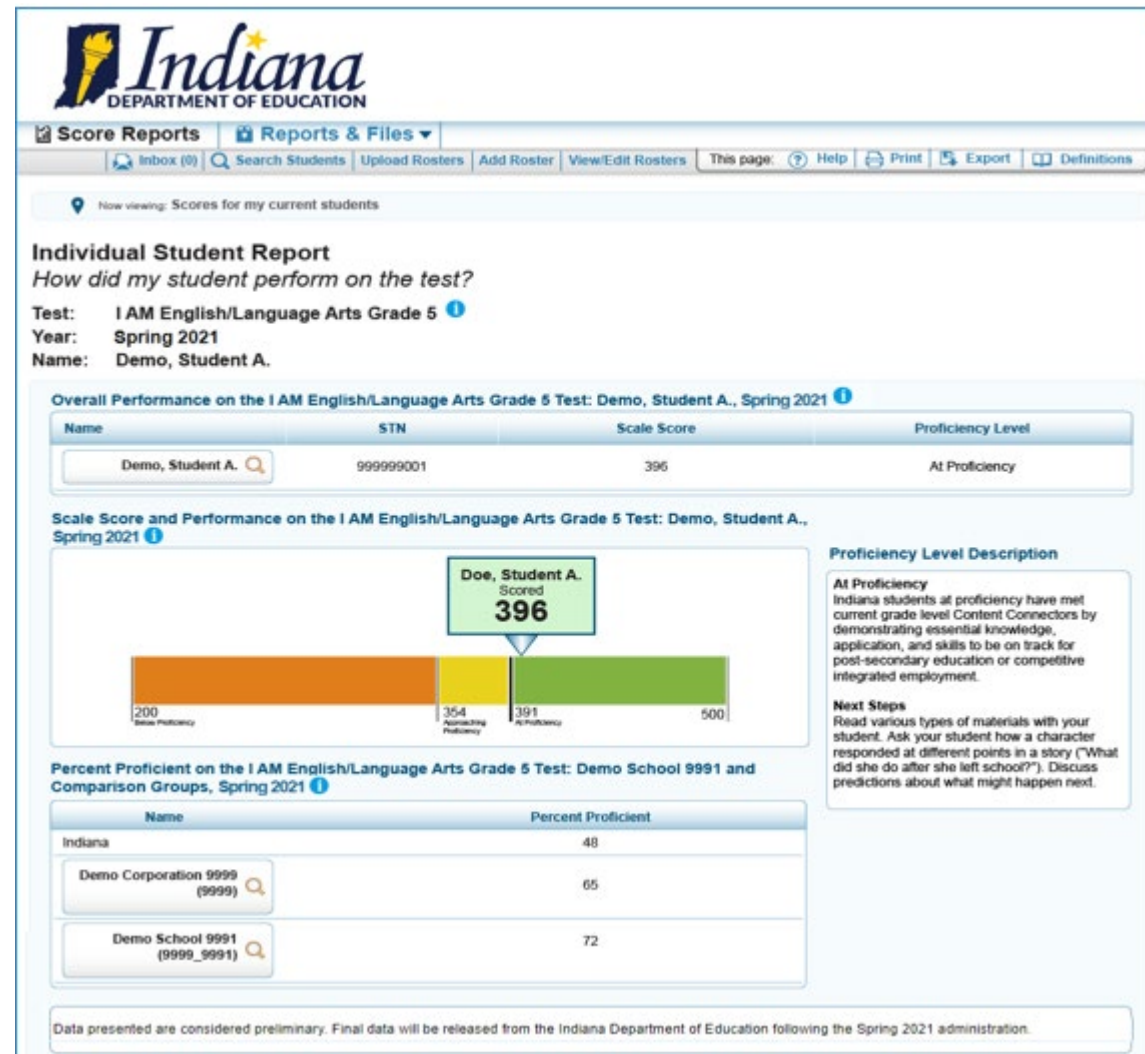 Indiana
DEPARTMENT OF EDUCATION
Score Reports Reports & Files
Inbox (0) Search Students Upload Rosters Add Roster View/Edit Rosters This page: ? Help Print Export Definitions
Now viewing: Scores for my current students
Individual Student Report
How did my student perform on the test?
Test: I AM English/Language Arts Grade 5
Year: Spring 2021
Name: Demo, Student A.
Overall Performance on the I AM English/Language Arts Grade 5 Test: Demo, Student A., Spring 2021
Name STN Scale Score Proficiency Level
Demo, Student A. 999999001 396 At Proficiency
Scale Score and Performance on the I AM English/Language Arts Grade 5 Test: Demo, Student A.,
Spring 2021
Doe, Student A.
Scored
396
200 354 391 500
Below Proficiency Approaching At Proficiency
Proficiency
Proficiency Level Description
At Proficiency
Indiana students at proficiency have met
current grade level Content Connectors by
demonstrating essential knowledge,
application, and skills to be on track for
post-secondary education or competitive
integrated employment.
Next Steps
Read various types of materials with your
student. Ask your student how a character
responded at different points in a story ("What
did she do after she left school?"). Discuss
predictions about what might happen next.
Percent Proficient on the I AM English/Language Arts Grade 5 Test: Demo School 9991 and
Comparison Groups, Spring 2021
Name Percent Proficient
Indiana 48
Demo Corporation 9999
(9999) 65
Demo School 9991
(9999_9991) 72
Data presented are considered preliminary. Final data will be released from the Indiana Department of Education following the Spring 2021 administration.